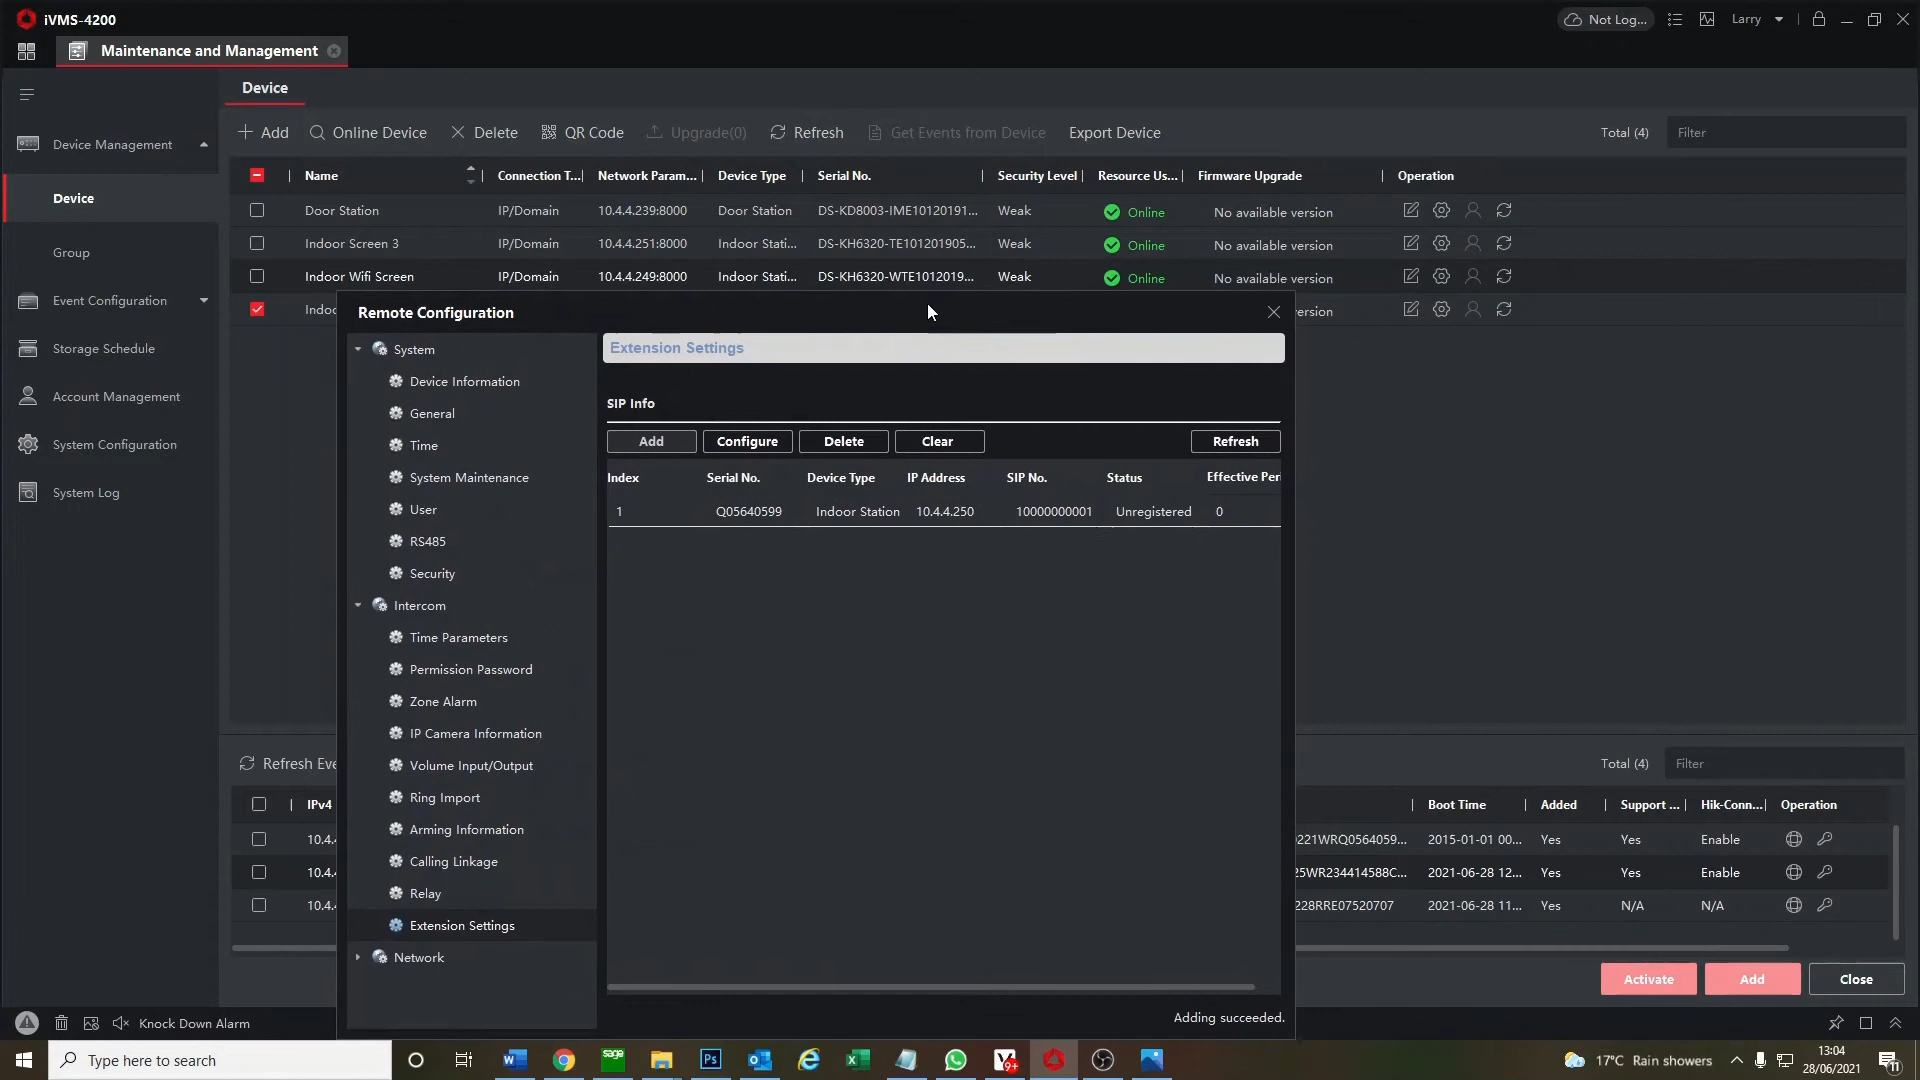 iVMS-4200
Not Log...
Larry
Maintenance and Management
Device
Add
Online Device
Delete
QR Code
Upgrade(0)
Refresh
Get Events from Device
Export Device
Total (4)
Filter
Device Management
Device
Group
Event Configuration
Storage Schedule
Account Management
System Configuration
System Log
Name
Connection T...
Network Param...
Device Type
Serial No.
Security Level
Resource Us...
Firmware Upgrade
Operation
Door Station IP/Domain 10.4.4.239:8000 Door Station DS-KD8003-IME10120191... Weak Online No available version
Indoor Screen 3 IP/Domain 10.4.4.251:8000 Indoor Stati... DS-KH6320-TE101201905... Weak Online No available version
Indoor Wifi Screen IP/Domain 10.4.4.249:8000 Indoor Stati... DS-KH6320-WTE1012019... Weak Online No available version
Indoc
ersion
Remote Configuration
System
Device Information
General
Time
System Maintenance
User
RS485
Security
Intercom
Time Parameters
Permission Password
Zone Alarm
IP Camera Information
Volume Input/Output
Ring Import
Arming Information
Calling Linkage
Relay
Extension Settings
Network
Extension Settings
SIP Info
Add Configure Delete Clear Refresh
Index Serial No. Device Type IP Address SIP No. Status Effective Per
1 Q05640599 Indoor Station 10.4.4.250 10000000001 Unregistered 0
Adding succeeded.
Refresh Eve
Total (4)
Filter
IPv4
Boot Time Added Support ... Hik-Conn... Operation
10.4.
221WRQ0564059... 2015-01-01 00... Yes Yes Enable
10.4.
25WR234414588C... 2021-06-28 12... Yes Yes Enable
10.4.
228RRE07520707 2021-06-28 11... Yes N/A N/A
Activate Add Close
Knock Down Alarm
Type here to search
sage
Ps
9+
17°C Rain showers
13:04
28/06/2021
11